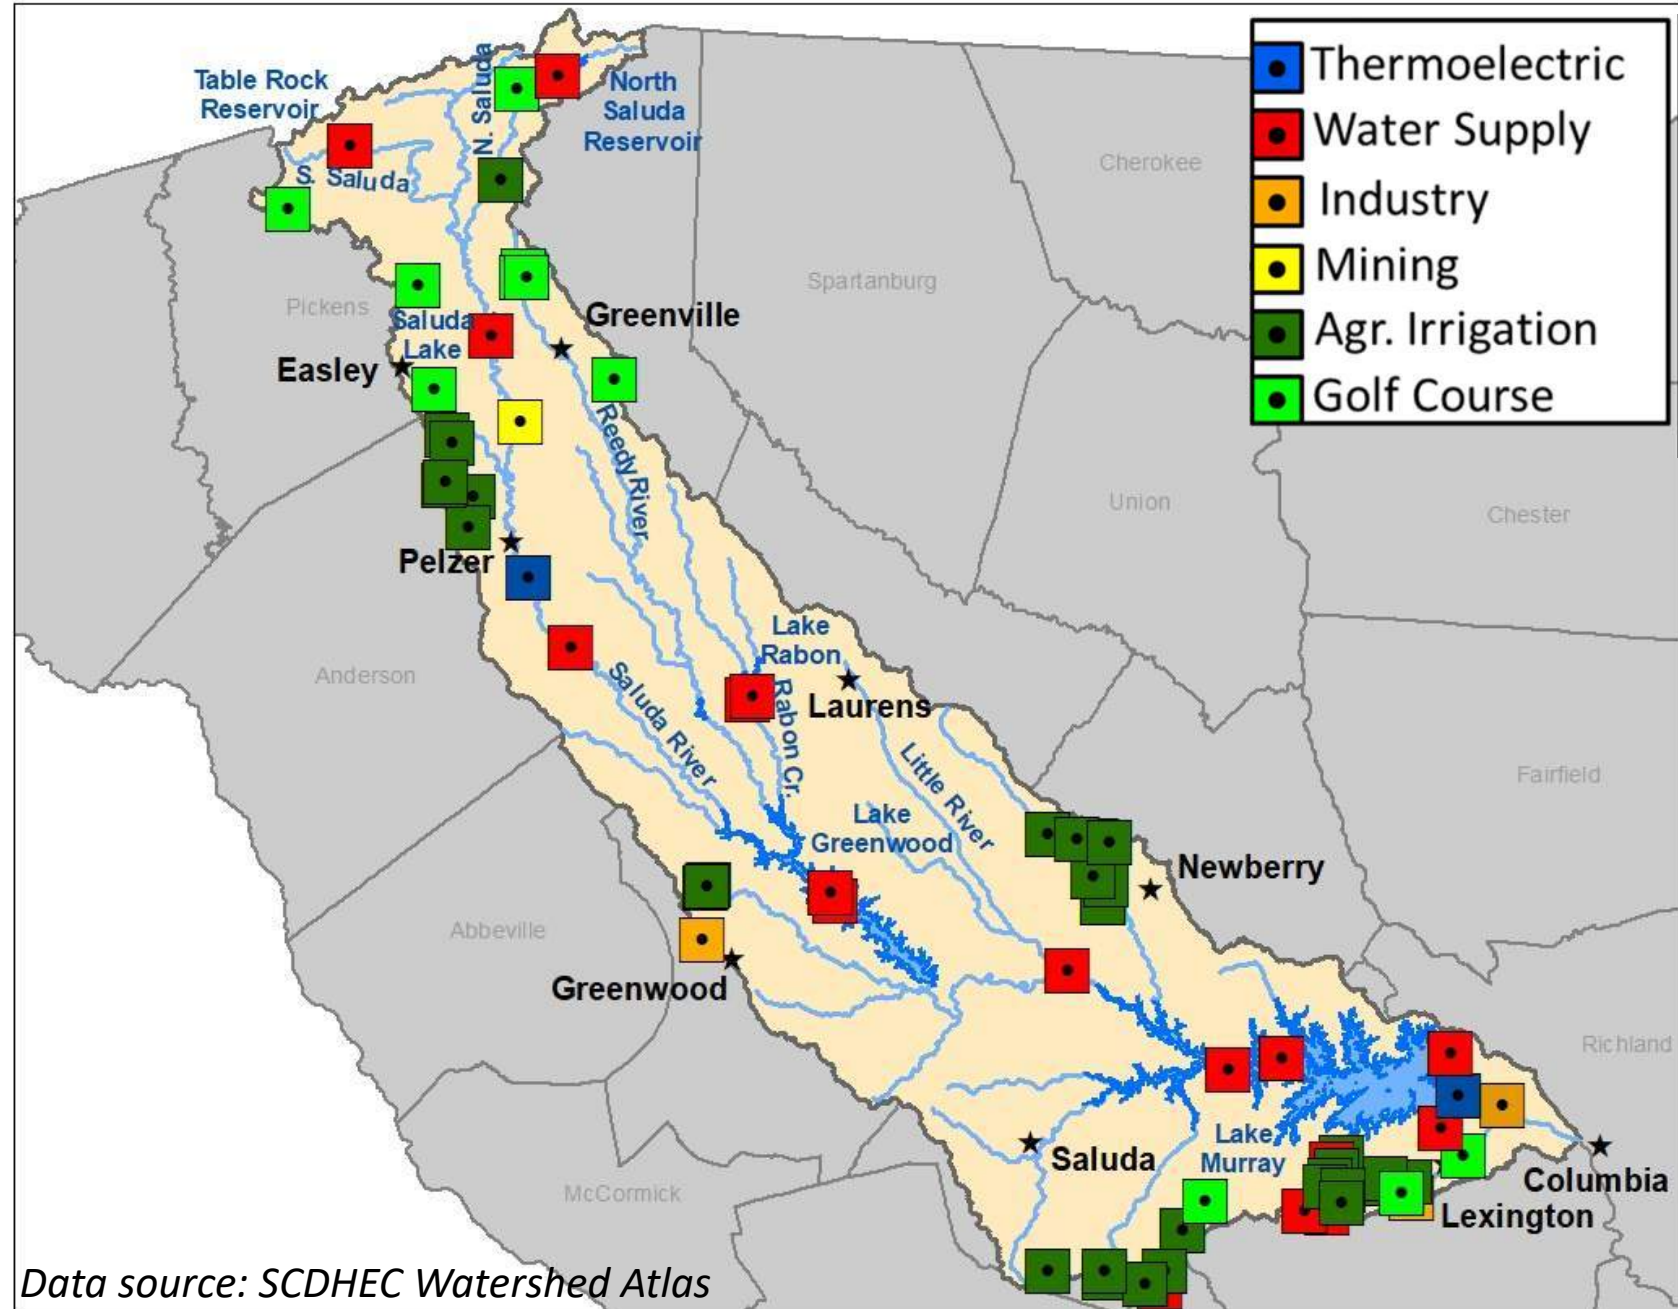 Table Rock
Reservoir
N. Saluda
North
Saluda
Reservoir
S. Saluda
Thermoelectric
Water Supply
Industry
Mining
Agr. Irrigation
Golf Course
Cherokee
Spartanburg
Pickens
Greenville
Saluda
Lake
Easley
Reedy River
Union
Chester
Pelzer
Anderson
Lake
Rabon
Laurens
Saluda River
Rabon Cr.
Little River
Fairfield
Lake
Greenwood
Newberry
Abbeville
Greenwood
Richland
Saluda
Lake
Murray
Columbia
McCormick
Lexington
Data source: SCDHEC Watershed Atlas